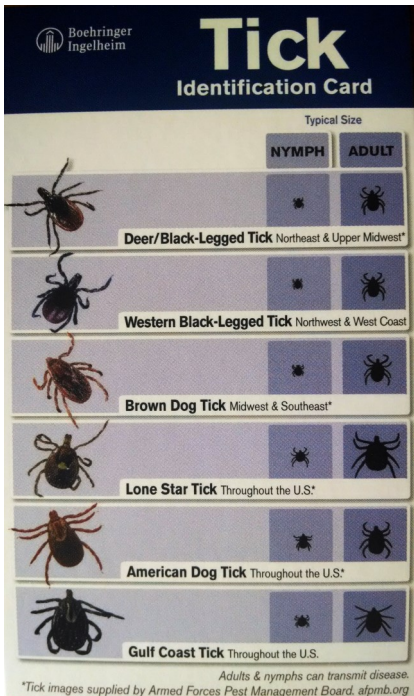 Boehringer
Ingelheim
Tick
Identification Card
Typical Size
NYMPH ADULT
Deer/Black-Legged Tick Northeast & Upper Midwest*
Western Black-Legged Tick Northwest & West Coast
Brown Dog Tick Midwest & Southeast*
Lone Star Tick Throughout the U.S.*
American Dog Tick Throughout the U.S.*
Gulf Coast Tick Throughout the U.S.
Adults & nymphs can transmit disease.
*Tick images supplied by Armed Forces Pest Management Board. afpmb.org